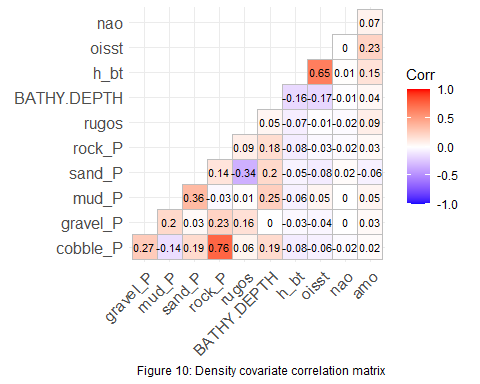 nao 0.07
oisst 0 0.23
h_bt 0.65 0.01 0.15
BATHY.DEPTH -0.16 -0.17 -0.01 0.04
rugos 0.05 -0.07 -0.01 -0.02 0.09
rock_P 0.09 0.18 -0.08 -0.03 -0.02 0.03
sand_P 0.14 -0.34 0.2 -0.05 -0.08 0.02 -0.06
mud_P 0.36 -0.03 0.01 0.25 -0.06 0.05 0 0.05
gravel_P 0.2 0.03 0.23 0.16 0 -0.03 -0.04 0 0.03
cobble_P 0.27 -0.14 0.19 0.76 0.06 0.19 -0.08 -0.06 -0.02 0.02
gravel_P mud_P sand_P rock_P rugos BATHY.DEPTH h_bt oisst nao amo
Corr
1.0
0.5
0.0
-0.5
-1.0
Figure 10: Density covariate correlation matrix